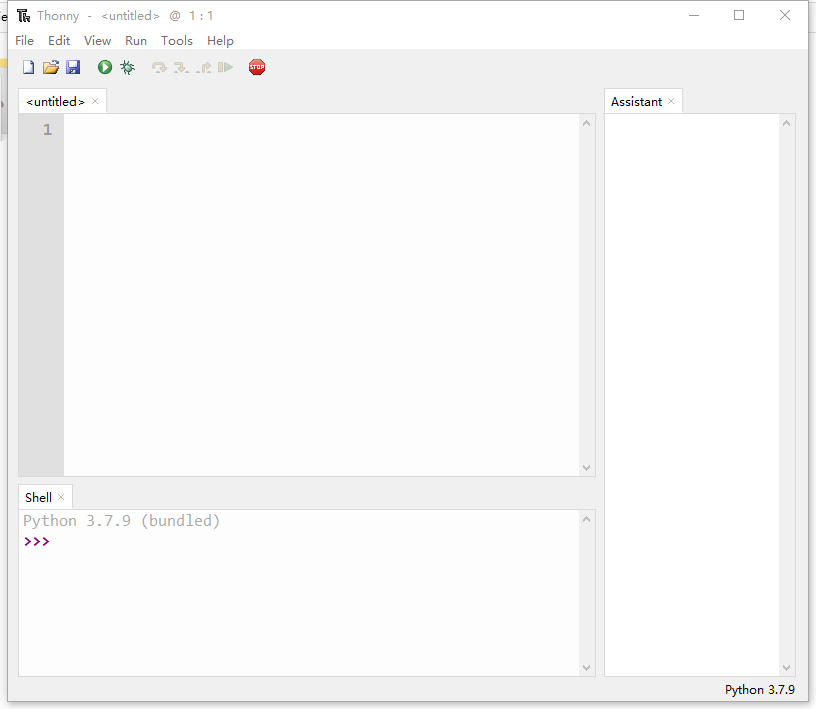 Thonny - <untitled> @ 1 : 1
File Edit View Run Tools Help
STOP
<untitled> ×
Assistant ×
1
Shell ×
Python 3.7.9 (bundled)
>>>
Python 3.7.9